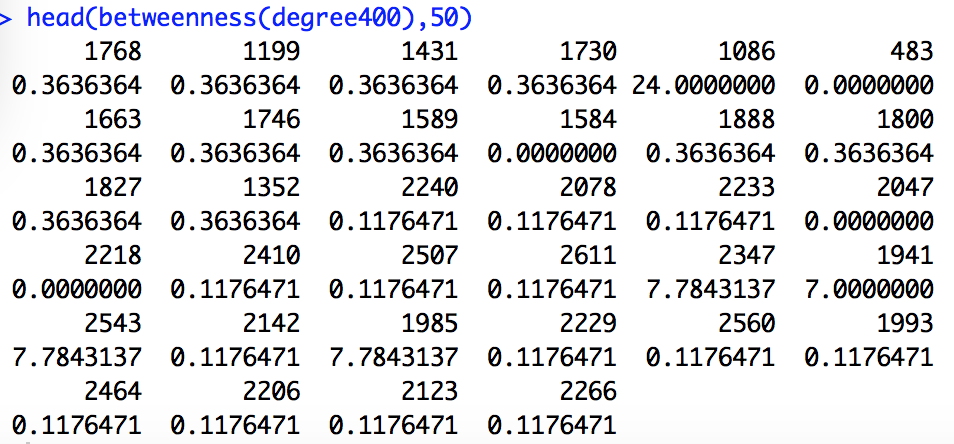 > head(betweenness(degree400),50)
1768 1199 1431 1730 1086 483
0.3636364 0.3636364 0.3636364 0.3636364 24.0000000 0.0000000
1663 1746 1589 1584 1888 1800
0.3636364 0.3636364 0.3636364 0.0000000 0.3636364 0.3636364
1827 1352 2240 2078 2233 2047
0.3636364 0.3636364 0.1176471 0.1176471 0.1176471 0.0000000
2218 2410 2507 2611 2347 1941
0.0000000 0.1176471 0.1176471 0.1176471 7.7843137 7.0000000
2543 2142 1985 2229 2560 1993
7.7843137 0.1176471 7.7843137 0.1176471 0.1176471 0.1176471
2464 2206 2123 2266
0.1176471 0.1176471 0.1176471 0.1176471